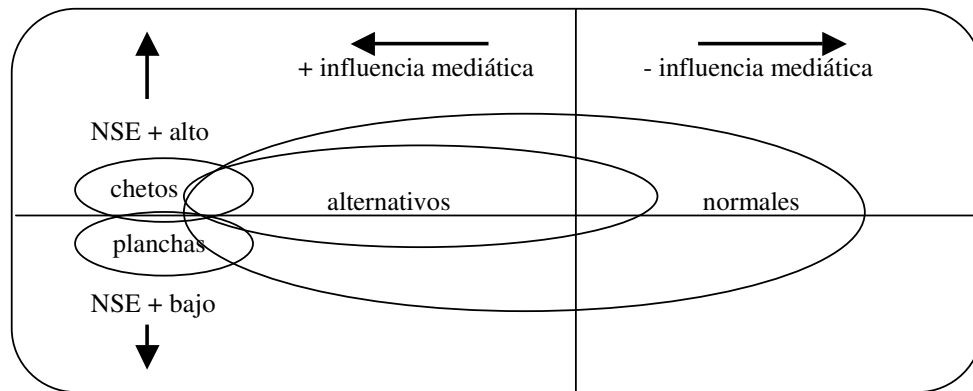 + influencia mediática
- influencia mediática
NSE + alto
chetos
alternativos
normales
planchas
NSE + bajo